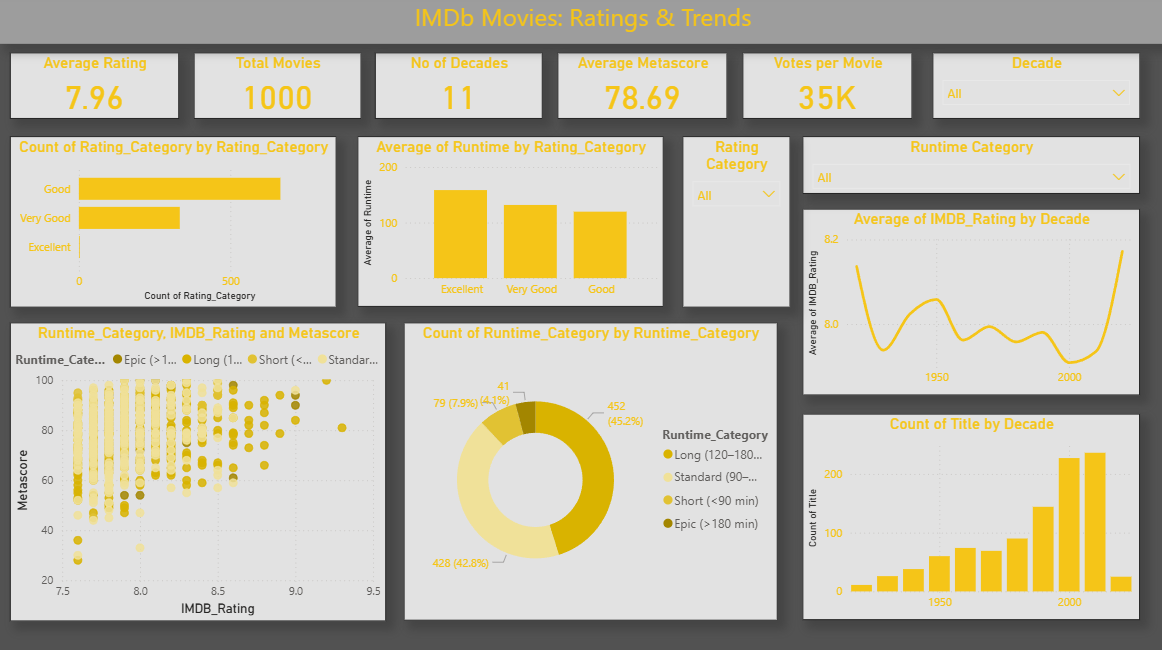 IMDb Movies: Ratings & Trends
Average Rating
7.96
Total Movies
1000
No of Decades
11
Average Metascore
78.69
Votes per Movie
35K
Decade
All
Count of Rating_Category by Rating_Category
Good
Very Good
Excellent
0
500
Count of Rating_Category
Average of Runtime by Rating_Category
Average of Runtime
200
100
0
Excellent
Very Good
Good
Rating
Category
All
Runtime Category
All
Average of IMDB_Rating by Decade
Average of IMDB_Rating
8.2
8.0
1950
2000
Runtime_Category, IMDB_Rating and Metascore
Runtime_Cate...
Epic (>1...
Long (1...
Short (<...
Standar...
Metascore
100
80
60
40
20
7.5
8.0
8.5
9.0
9.5
IMDB_Rating
Count of Runtime_Category by Runtime_Category
41
(4.1%)
79 (7.9%)
452
(45.2%)
428 (42.8%)
Runtime_Category
Long (120–180...
Standard (90–...
Short (<90 min)
Epic (>180 min)
Count of Title by Decade
Count of Title
200
100
0
1950
2000